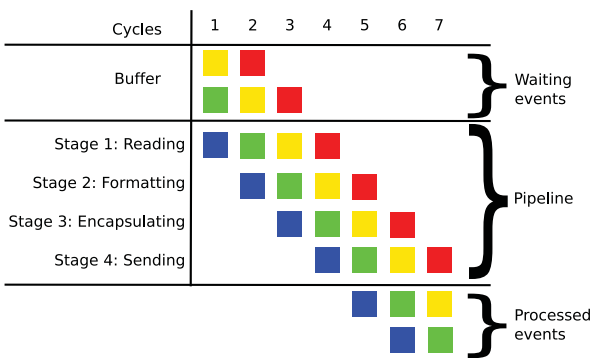 Cycles 1 2 3 4 5 6 7
Buffer
Waiting
events
Stage 1: Reading
Stage 2: Formatting
Stage 3: Encapsulating
Stage 4: Sending
Pipeline
Processed
events